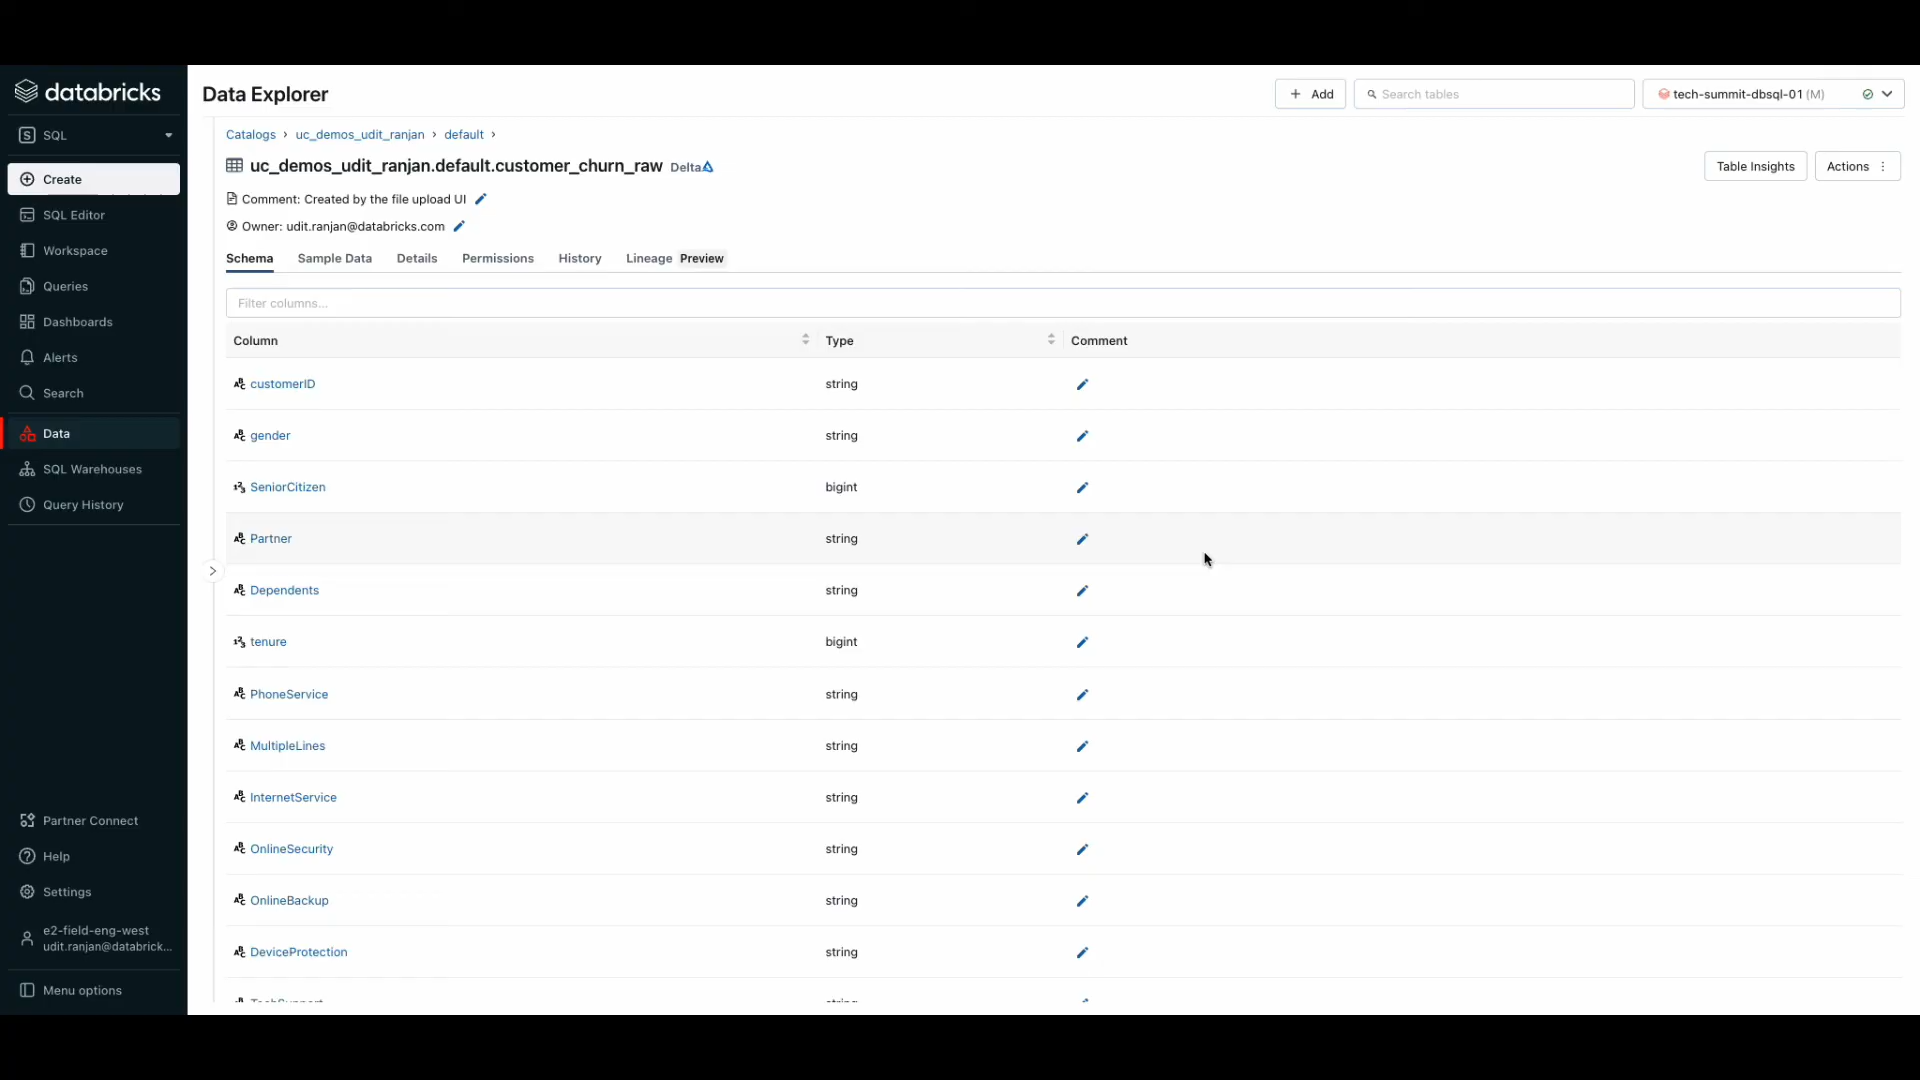 databricks
SQL
Create
SQL Editor
Workspace
Queries
Dashboards
Alerts
Search
Data
SQL Warehouses
Query History
Partner Connect
Help
Settings
e2-field-eng-west
udit.ranjan@databrick...
Menu options
Data Explorer
Add
Search tables
tech-summit-dbsql-01 (M)
Catalogs › uc_demos_udit_ranjan › default ›
uc_demos_udit_ranjan.default.customer_churn_raw Delta
Table Insights
Actions
Comment: Created by the file upload UI
Owner: udit.ranjan@databricks.com
Schema Sample Data Details Permissions History Lineage Preview
Filter columns...
Column Type Comment
customerID string
gender string
SeniorCitizen bigint
Partner string
Dependents string
tenure bigint
PhoneService string
MultipleLines string
InternetService string
OnlineSecurity string
OnlineBackup string
DeviceProtection string